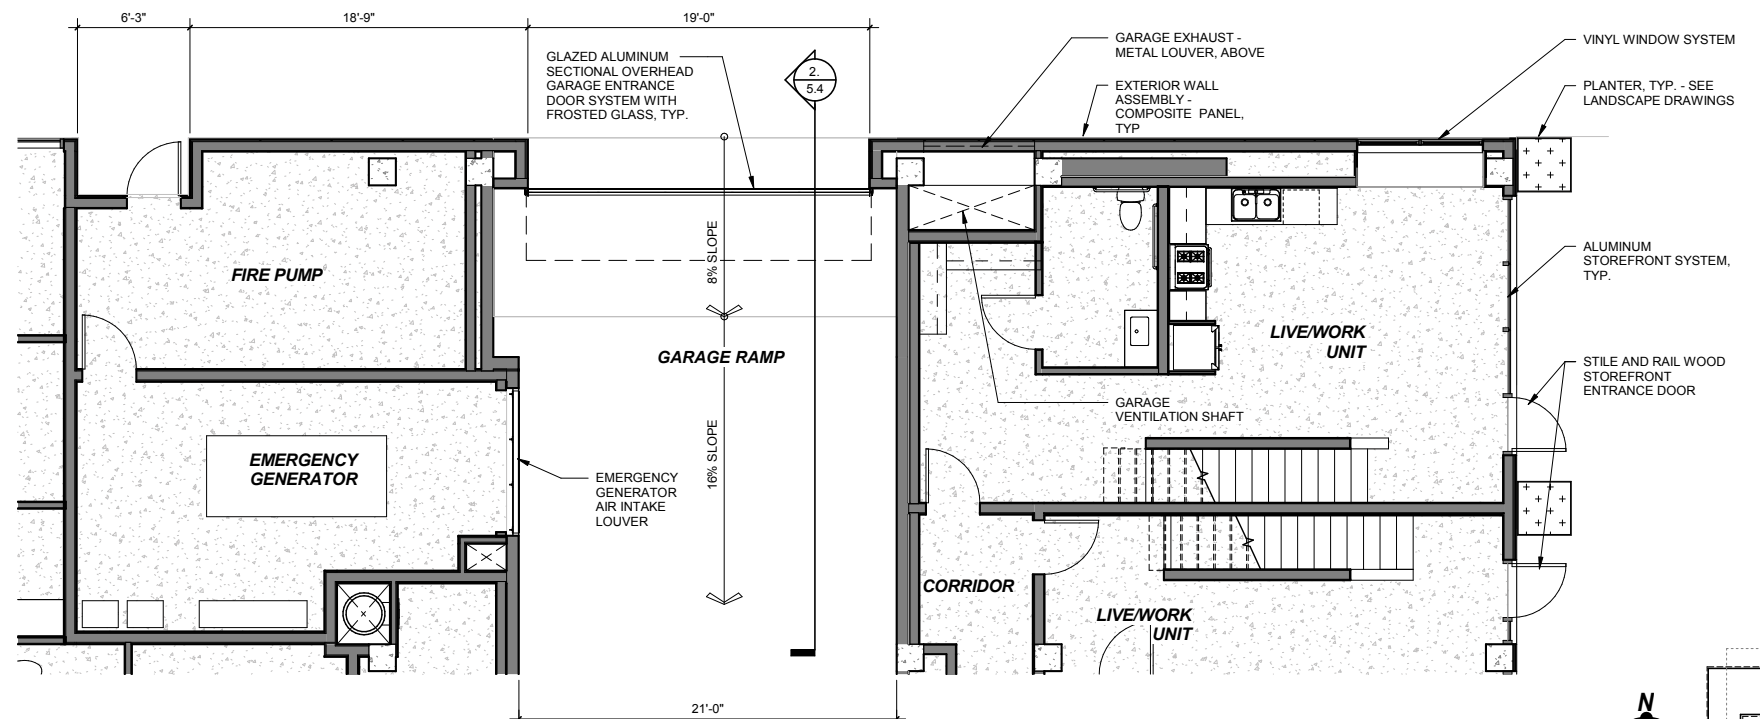 6'-3"
18'-9"
19'-0"
GLAZED ALUMINUM
SECTIONAL OVERHEAD
GARAGE ENTRANCE
DOOR SYSTEM WITH
FROSTED GLASS, TYP.
2.
5.4
GARAGE EXHAUST -
METAL LOUVER, ABOVE
EXTERIOR WALL
ASSEMBLY -
COMPOSITE PANEL,
TYP
VINYL WINDOW SYSTEM
PLANTER, TYP. - SEE
LANDSCAPE DRAWINGS
FIRE PUMP
8% SLOPE
GARAGE RAMP
LIVE/WORK
UNIT
ALUMINUM
STOREFRONT SYSTEM,
TYP.
STILE AND RAIL WOOD
STOREFRONT
ENTRANCE DOOR
GARAGE
VENTILATION SHAFT
16% SLOPE
EMERGENCY
GENERATOR
EMERGENCY
GENERATOR
AIR INTAKE
LOUVER
CORRIDOR
LIVE/WORK
UNIT
21'-0"
N